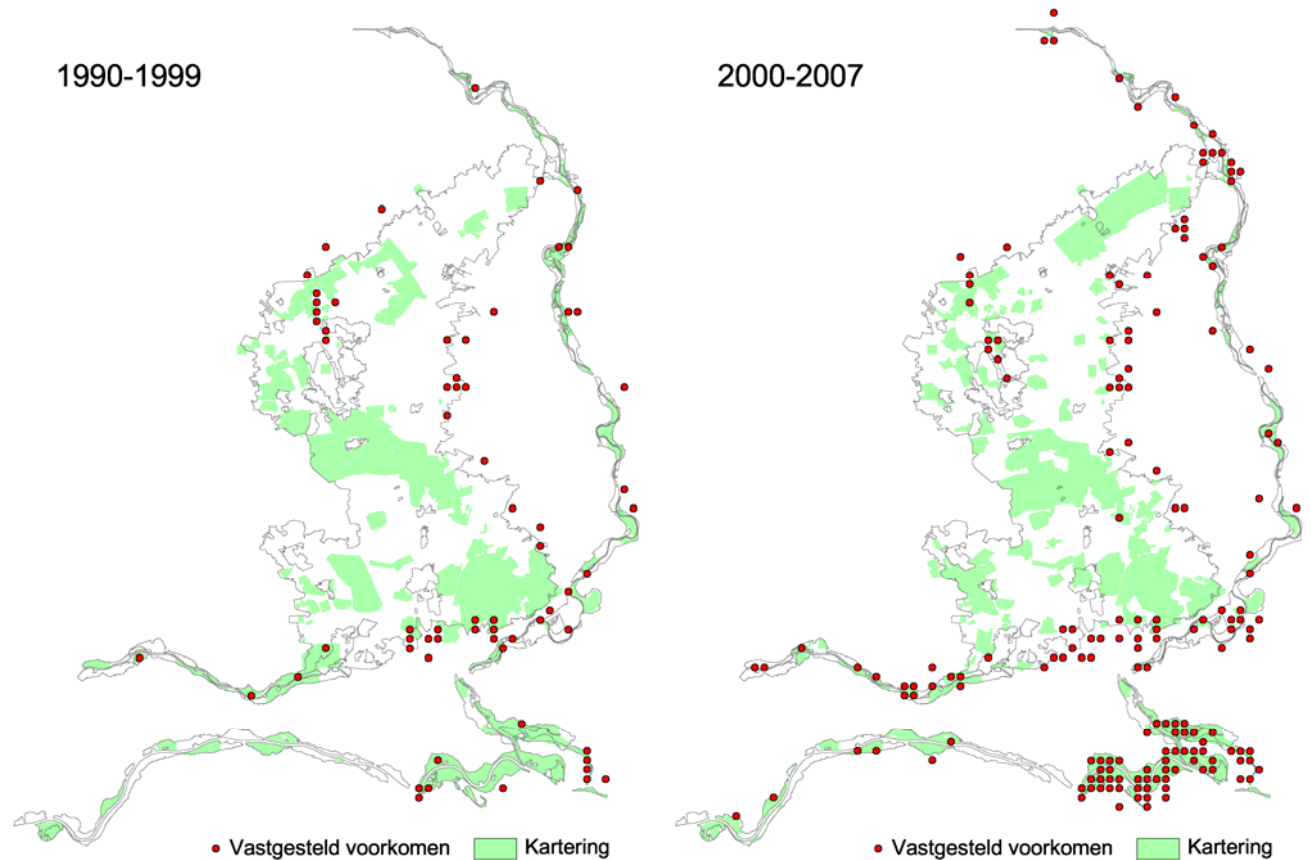 1990-1999
2000-2007
Vastgesteld voorkomen
Kartering
Vastgesteld voorkomen
Kartering